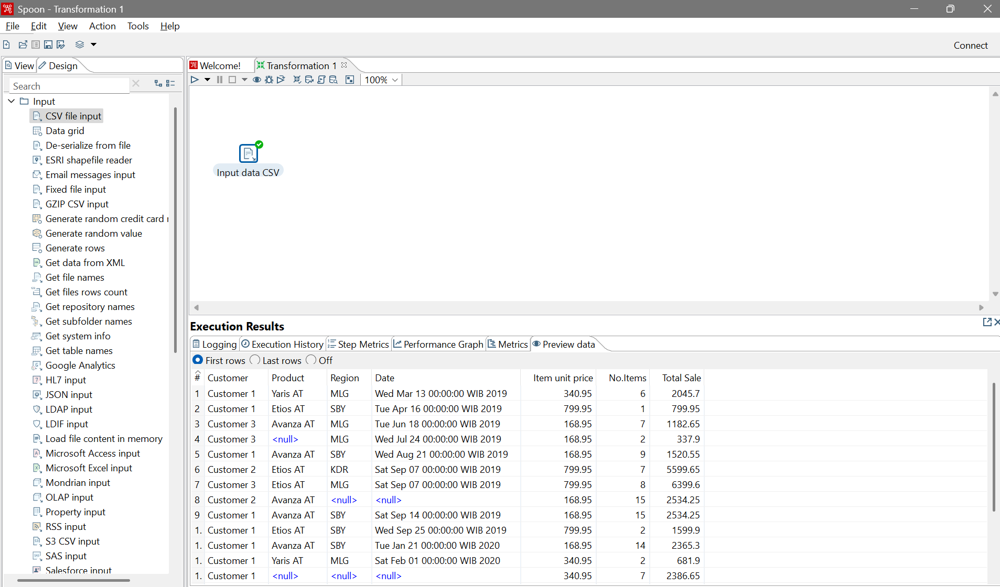 Spoon - Transformation 1
File Edit View Action Tools Help
Connect
View Design
Welcome! Transformation 1
100%
Search
Input
CSV file input
Data grid
De-serialize from file
ESRI shapefile reader
Email messages input
Fixed file input
GZIP CSV input
Generate random credit card
Generate random value
Generate rows
Get data from XML
Get file names
Get files rows count
Get repository names
Get subfolder names
Get system info
Get table names
Google Analytics
HL7 input
JSON input
LDAP input
LDIF input
Load file content in memory
Microsoft Access input
Microsoft Excel input
Mondrian input
OLAP input
Property input
RSS input
S3 CSV input
SAS input
Salesforce input
Input data CSV
Execution Results
Logging Execution History Step Metrics Performance Graph Metrics Preview data
First rows Last rows Off
# Customer Product Region Date Item unit price No.Items Total Sale
1 Customer 1 Yaris AT MLG Wed Mar 13 00:00:00 WIB 2019 340.95 6 2045.7
2 Customer 1 Etios AT SBY Tue Apr 16 00:00:00 WIB 2019 799.95 1 799.95
3 Customer 3 Avanza AT MLG Tue Jun 18 00:00:00 WIB 2019 168.95 7 1182.65
4 Customer 3 <null> MLG Wed Jul 24 00:00:00 WIB 2019 168.95 2 337.9
5 Customer 1 Avanza AT SBY Wed Aug 21 00:00:00 WIB 2019 168.95 9 1520.55
6 Customer 2 Etios AT KDR Sat Sep 07 00:00:00 WIB 2019 799.95 7 5599.65
7 Customer 3 Etios AT MLG Sat Sep 07 00:00:00 WIB 2019 799.95 8 6399.6
8 Customer 2 Avanza AT <null> <null> 168.95 15 2534.25
9 Customer 1 Avanza AT SBY Sat Sep 14 00:00:00 WIB 2019 168.95 15 2534.25
1. Customer 1 Etios AT SBY Wed Sep 25 00:00:00 WIB 2019 799.95 2 1599.9
1. Customer 1 Avanza AT SBY Tue Jan 21 00:00:00 WIB 2020 168.95 14 2365.3
1. Customer 1 Yaris AT MLG Sat Feb 01 00:00:00 WIB 2020 340.95 2 681.9
1. Customer 1 <null> <null> <null> 340.95 7 2386.65